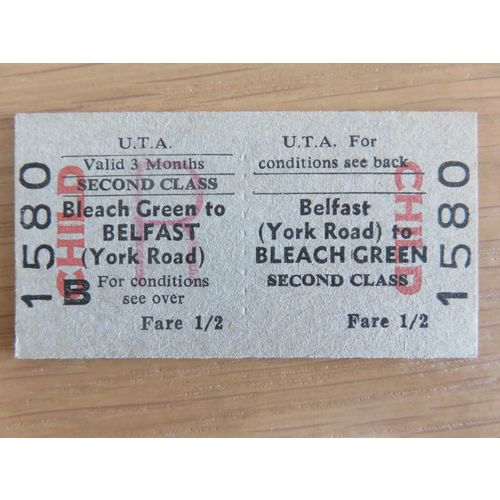 1580
CHILD
U.T.A.
Valid 3 Months
SECOND CLASS
Bleach Green to
BELFAST
(York Road)
B
For conditions
see over
Fare 1/2
R
U.T.A. For
conditions see back
Belfast
(York Road) to
BLEACH GREEN
SECOND CLASS
Fare 1/2
CHILD
1580